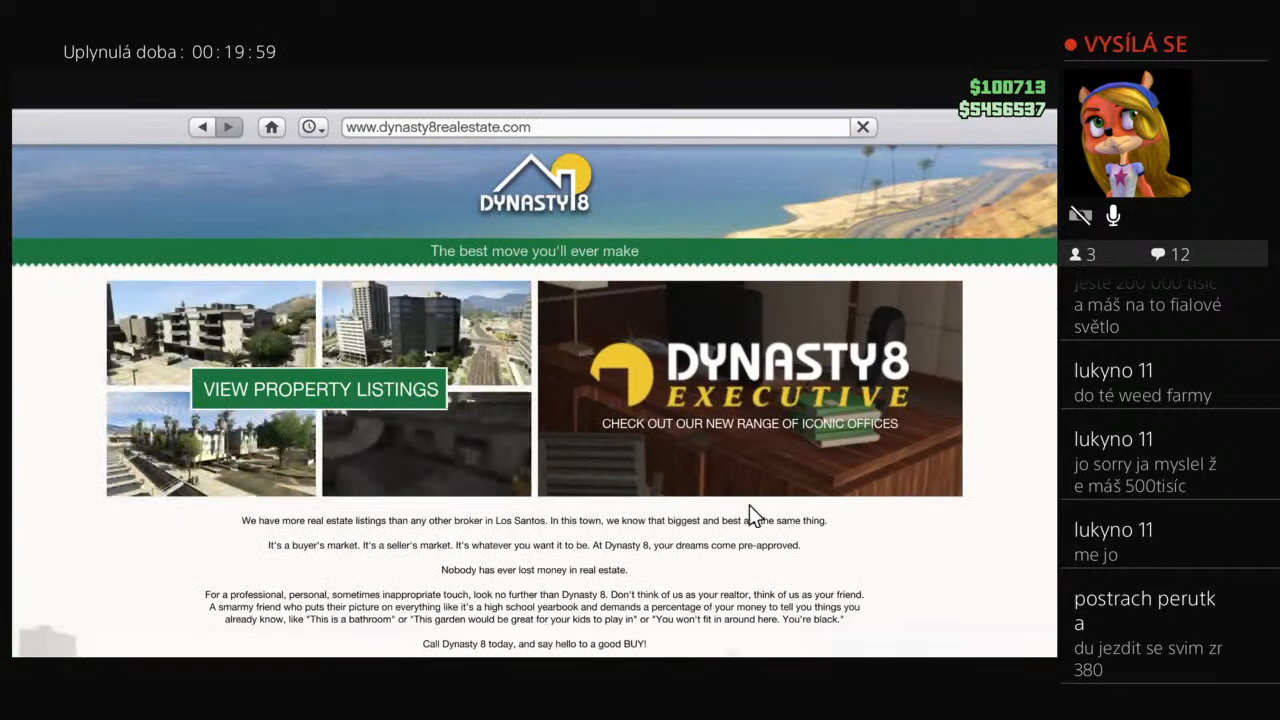 Uplynulá doba: 00:19:59
VYSÍLÁ SE
$100713
$5456537
www.dynasty8realestate.com
DYNASTY8
The best move you'll ever make
VIEW PROPERTY LISTINGS
DYNASTY8
EXECUTIVE
CHECK OUT OUR NEW RANGE OF ICONIC OFFICES
We have more real estate listings than any other broker in Los Santos. In this town, we know that biggest and best the same thing.
It's a buyer's market. It's a seller's market. It's whatever you want it to be. At Dynasty 8, your dreams come pre-approved.
Nobody has ever lost money in real estate.
For a professional, personal, sometimes inappropriate touch, look no further than Dynasty 8. Don't think of us as your realtor, think of us as your friend.
A smarmy friend who puts their picture on everything like it's a high school yearbook and demands a percentage of your money to tell you things you
already know, like "This is a bathroom" or "This garden would be great for your kids to play in" or "You won't fit in around here. You're black."
Call Dynasty 8 today, and say hello to a good BUY!
3
12
ješte 200 000 tisíc
a máš na to fialové
světlo
lukyno 11
do té weed farmy
lukyno 11
jo sorry ja myslel ž
e máš 500tisíc
lukyno 11
me jo
postrach perutk
a
du jezdit se svim zr
380